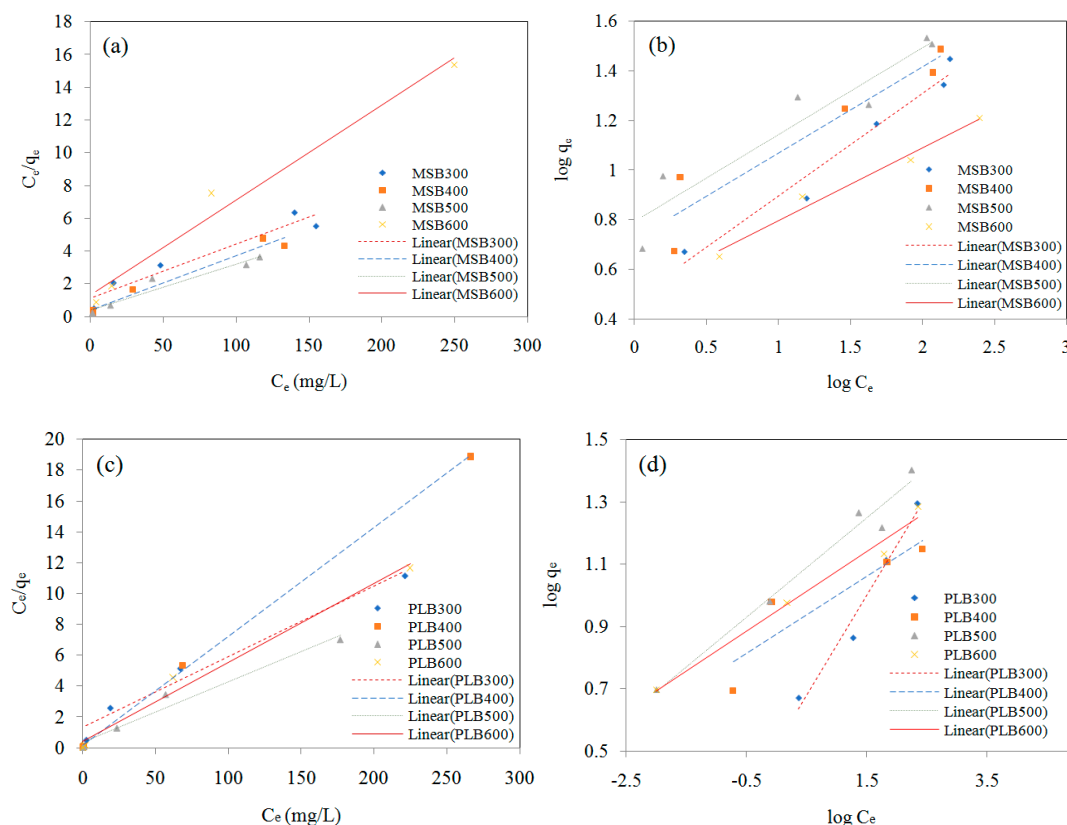 (a)
18
16
14
12
10
8
6
4
2
0
Ce/qe
MSB300
MSB400
MSB500
MSB600
Linear(MSB300)
Linear(MSB400)
Linear(MSB500)
Linear(MSB600)
0 50 100 150 200 250 300
Ce (mg/L)
(b)
1.6
1.4
1.2
1
0.8
0.6
0.4
log qe
MSB300
MSB400
MSB500
MSB600
Linear(MSB300)
Linear(MSB400)
Linear(MSB500)
Linear(MSB600)
0 0.5 1 1.5 2 2.5 3
log Ce
(c)
20
18
16
14
12
10
8
6
4
2
0
Ce/qe
PLB300
PLB400
PLB500
PLB600
Linear(PLB300)
Linear(PLB400)
Linear(PLB500)
Linear(PLB600)
0 50 100 150 200 250 300
Ce (mg/L)
(d)
1.5
1.3
1.1
0.9
0.7
0.5
log qe
PLB300
PLB400
PLB500
PLB600
Linear(PLB300)
Linear(PLB400)
Linear(PLB500)
Linear(PLB600)
-2.5 -0.5 1.5 3.5
log Ce